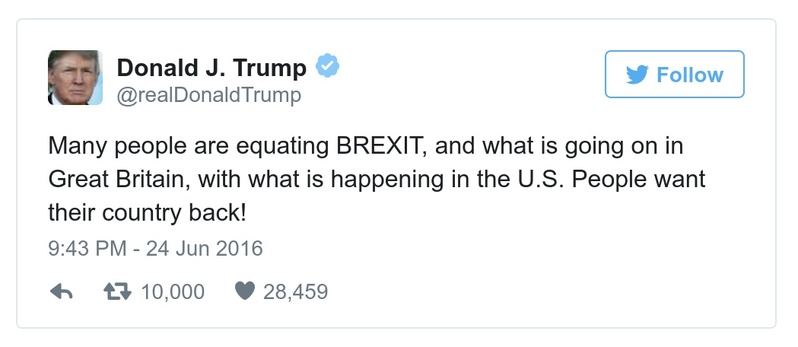 Donald J. Trump
@realDonaldTrump
Follow
Many people are equating BREXIT, and what is going on in
Great Britain, with what is happening in the U.S. People want
their country back!
9:43 PM - 24 Jun 2016
10,000 28,459